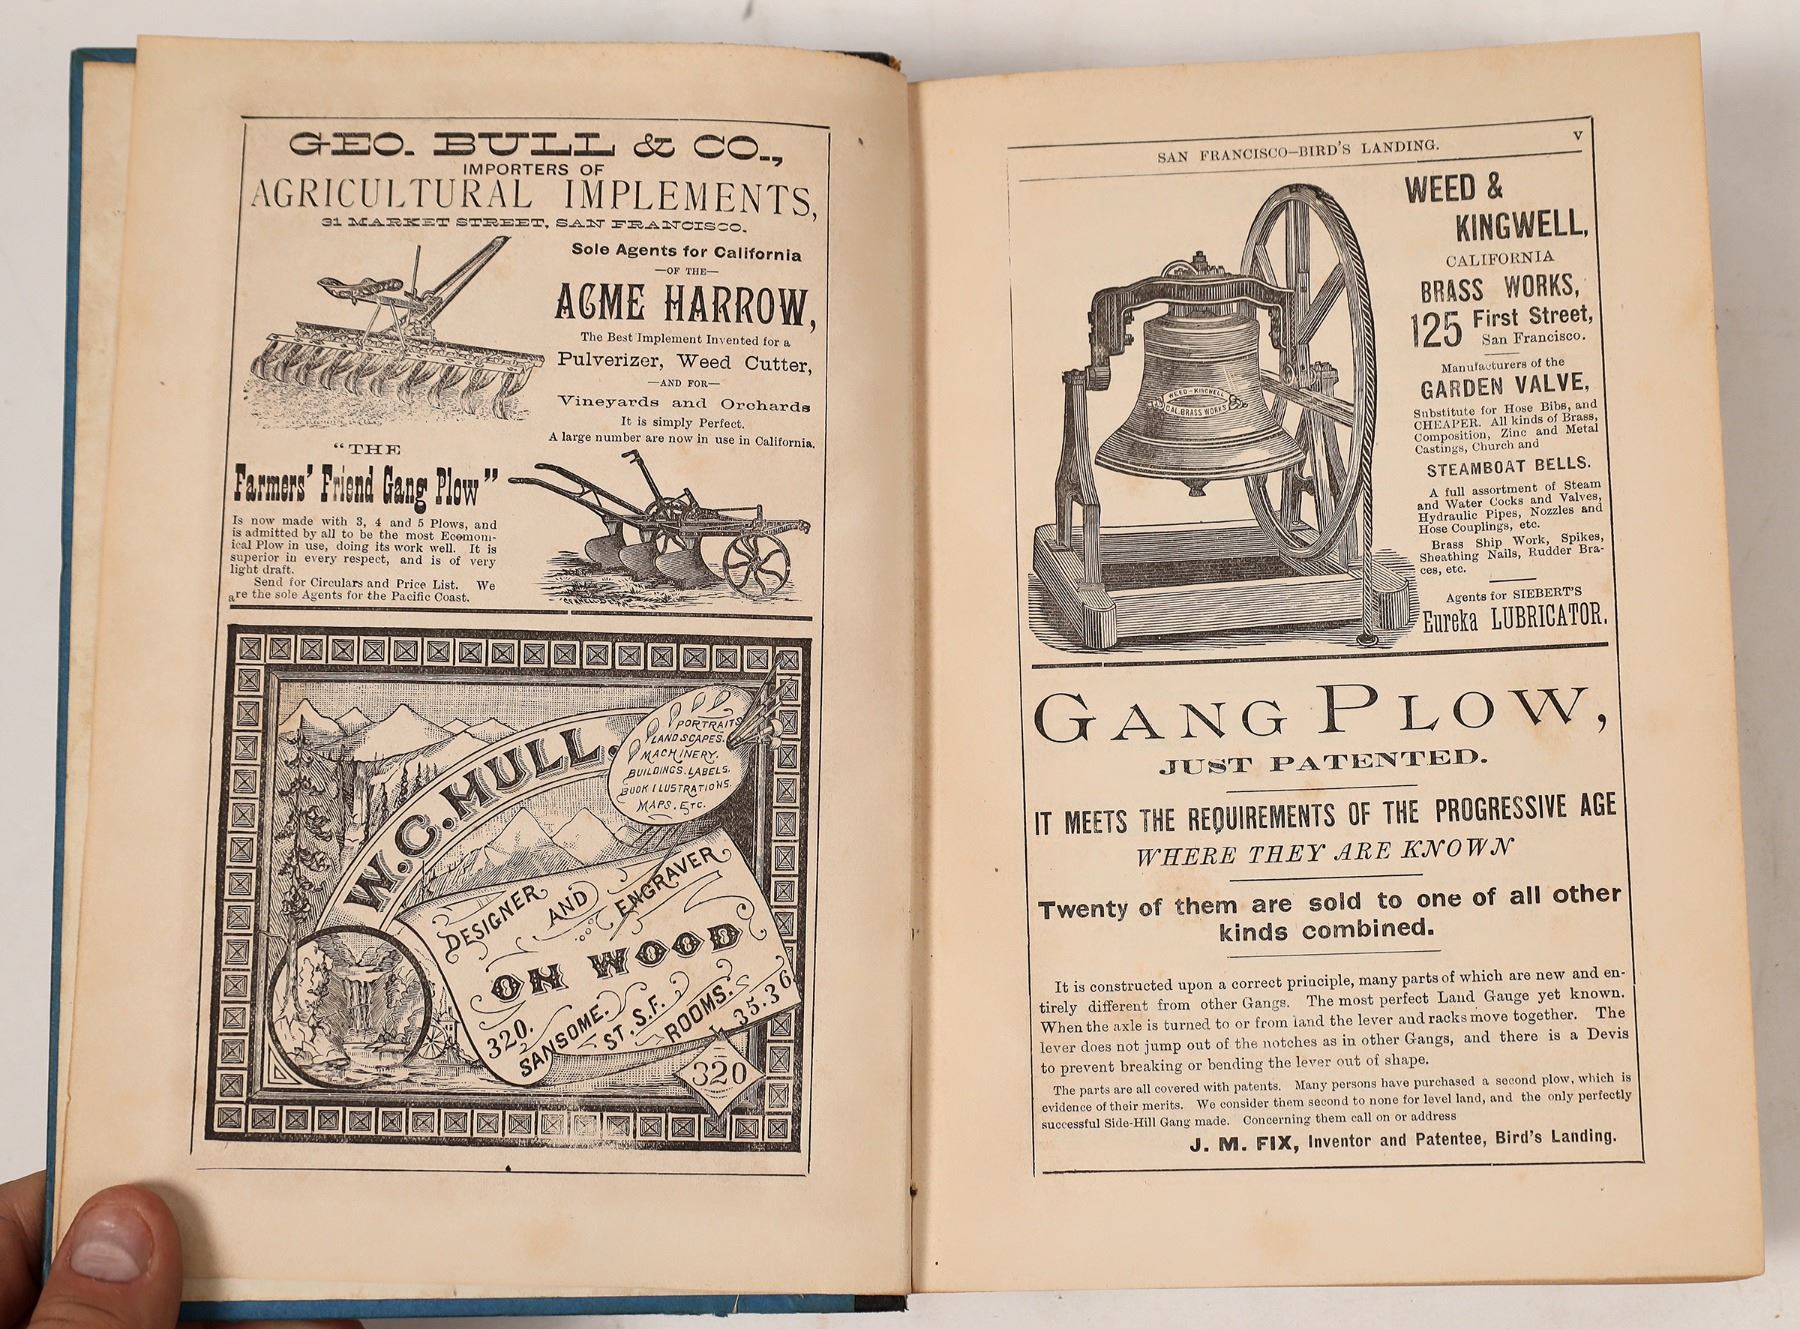 GEO. BULL & CO.,
IMPORTERS OF
AGRICULTURAL IMPLEMENTS,
31 MARKET STREET, SAN FRANCISCO.
Sole Agents for California
—OF THE—
ACME HARROW,
The Best Implement Invented for a
Pulverizer, Weed Cutter,
—AND FOR—
Vineyards and Orchards
It is simply Perfect.
A large number are now in use in California.
"THE
Farmers' Friend Gang Plow"
Is now made with 3, 4 and 5 Plows, and
is admitted by all to be the most Econom-
ical Plow in use, doing its work well. It is
superior in every respect, and is of very
light draft.
Send for Circulars and Price List. We
are the sole Agents for the Pacific Coast.
W.C. MULL.
PORTRAITS
LANDSCAPES.
MACHINERY.
BUILDINGS. LABELS.
BOOK ILLUSTRATIONS.
MAPS. ETC.
DESIGNER AND ENGRAVER
ON WOOD
320. SANSOME. ST. S.F. ROOMS. 35.36
320
SAN FRANCISCO–BIRD'S LANDING. V
WEED &
KINGWELL,
CALIFORNIA
BRASS WORKS,
125 First Street,
San Francisco.
Manufacturers of the
GARDEN VALVE,
Substitute for Hose Bibs, and
CHEAPER. All kinds of Brass,
Composition, Zinc and Metal
Castings, Church and
STEAMBOAT BELLS.
A full assortment of Steam
and Water Cocks and Valves,
Hydraulic Pipes, Nozzles and
Hose Couplings, etc.
Brass Ship Work, Spikes,
Sheathing Nails, Rudder Bra-
ces, etc.
Agents for SIEBERT'S
Eureka LUBRICATOR.
WEED & KINGWELL
CAL. BRASS WORKS
GANG PLOW,
JUST PATENTED.
IT MEETS THE REQUIREMENTS OF THE PROGRESSIVE AGE
WHERE THEY ARE KNOWN
Twenty of them are sold to one of all other
kinds combined.
It is constructed upon a correct principle, many parts of which are new and en-
tirely different from other Gangs. The most perfect Land Gauge yet known.
When the axle is turned to or from land the lever and racks move together. The
lever does not jump out of the notches as in other Gangs, and there is a Devis
to prevent breaking or bending the lever out of shape.
The parts are all covered with patents. Many persons have purchased a second plow, which is
evidence of their merits. We consider them second to none for level land, and the only perfectly
successful Side-Hill Gang made. Concerning them call on or address
J. M. FIX, Inventor and Patentee, Bird's Landing.